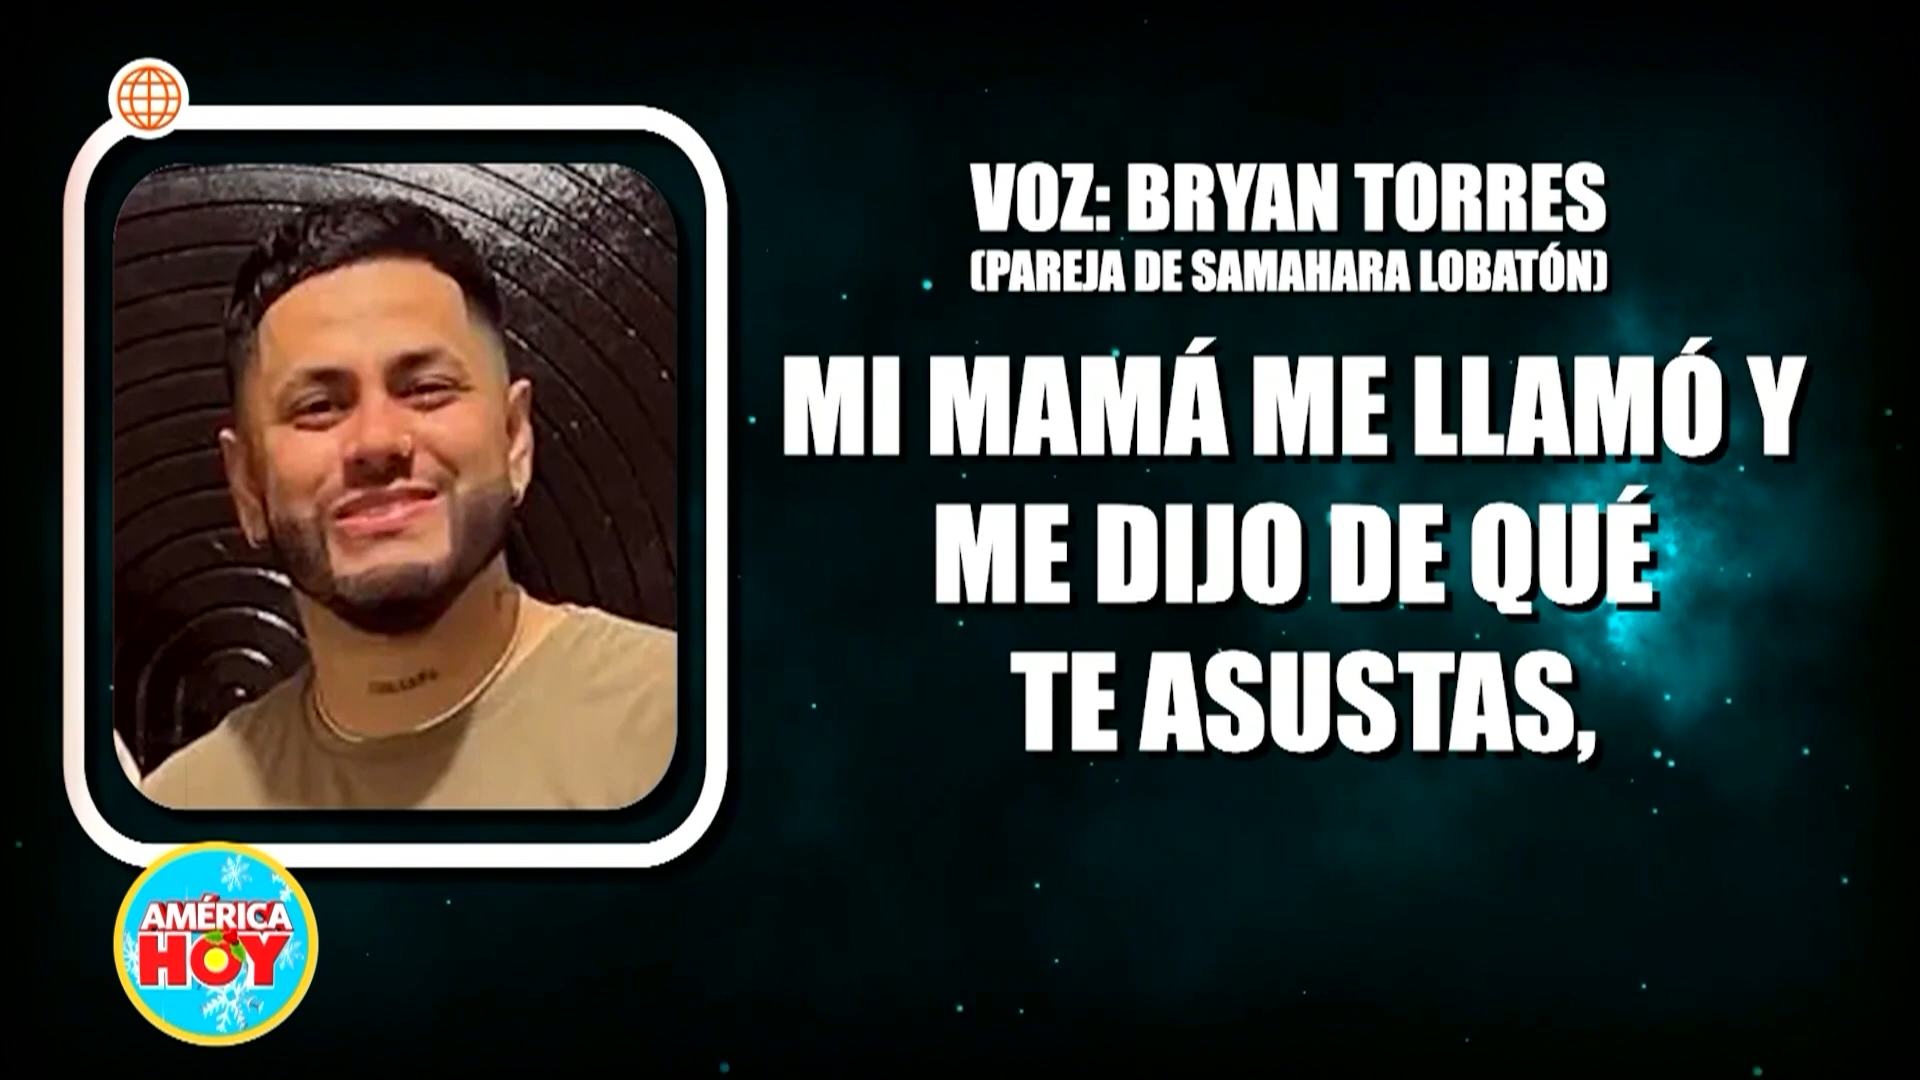 VOZ: BRYAN TORRES
(PAREJA DE SAMAHARA LOBATÓN)
MI MAMÁ ME LLAMÓ Y
ME DIJO DE QUÉ
TE ASUSTAS,
AMÉRICA
HOY